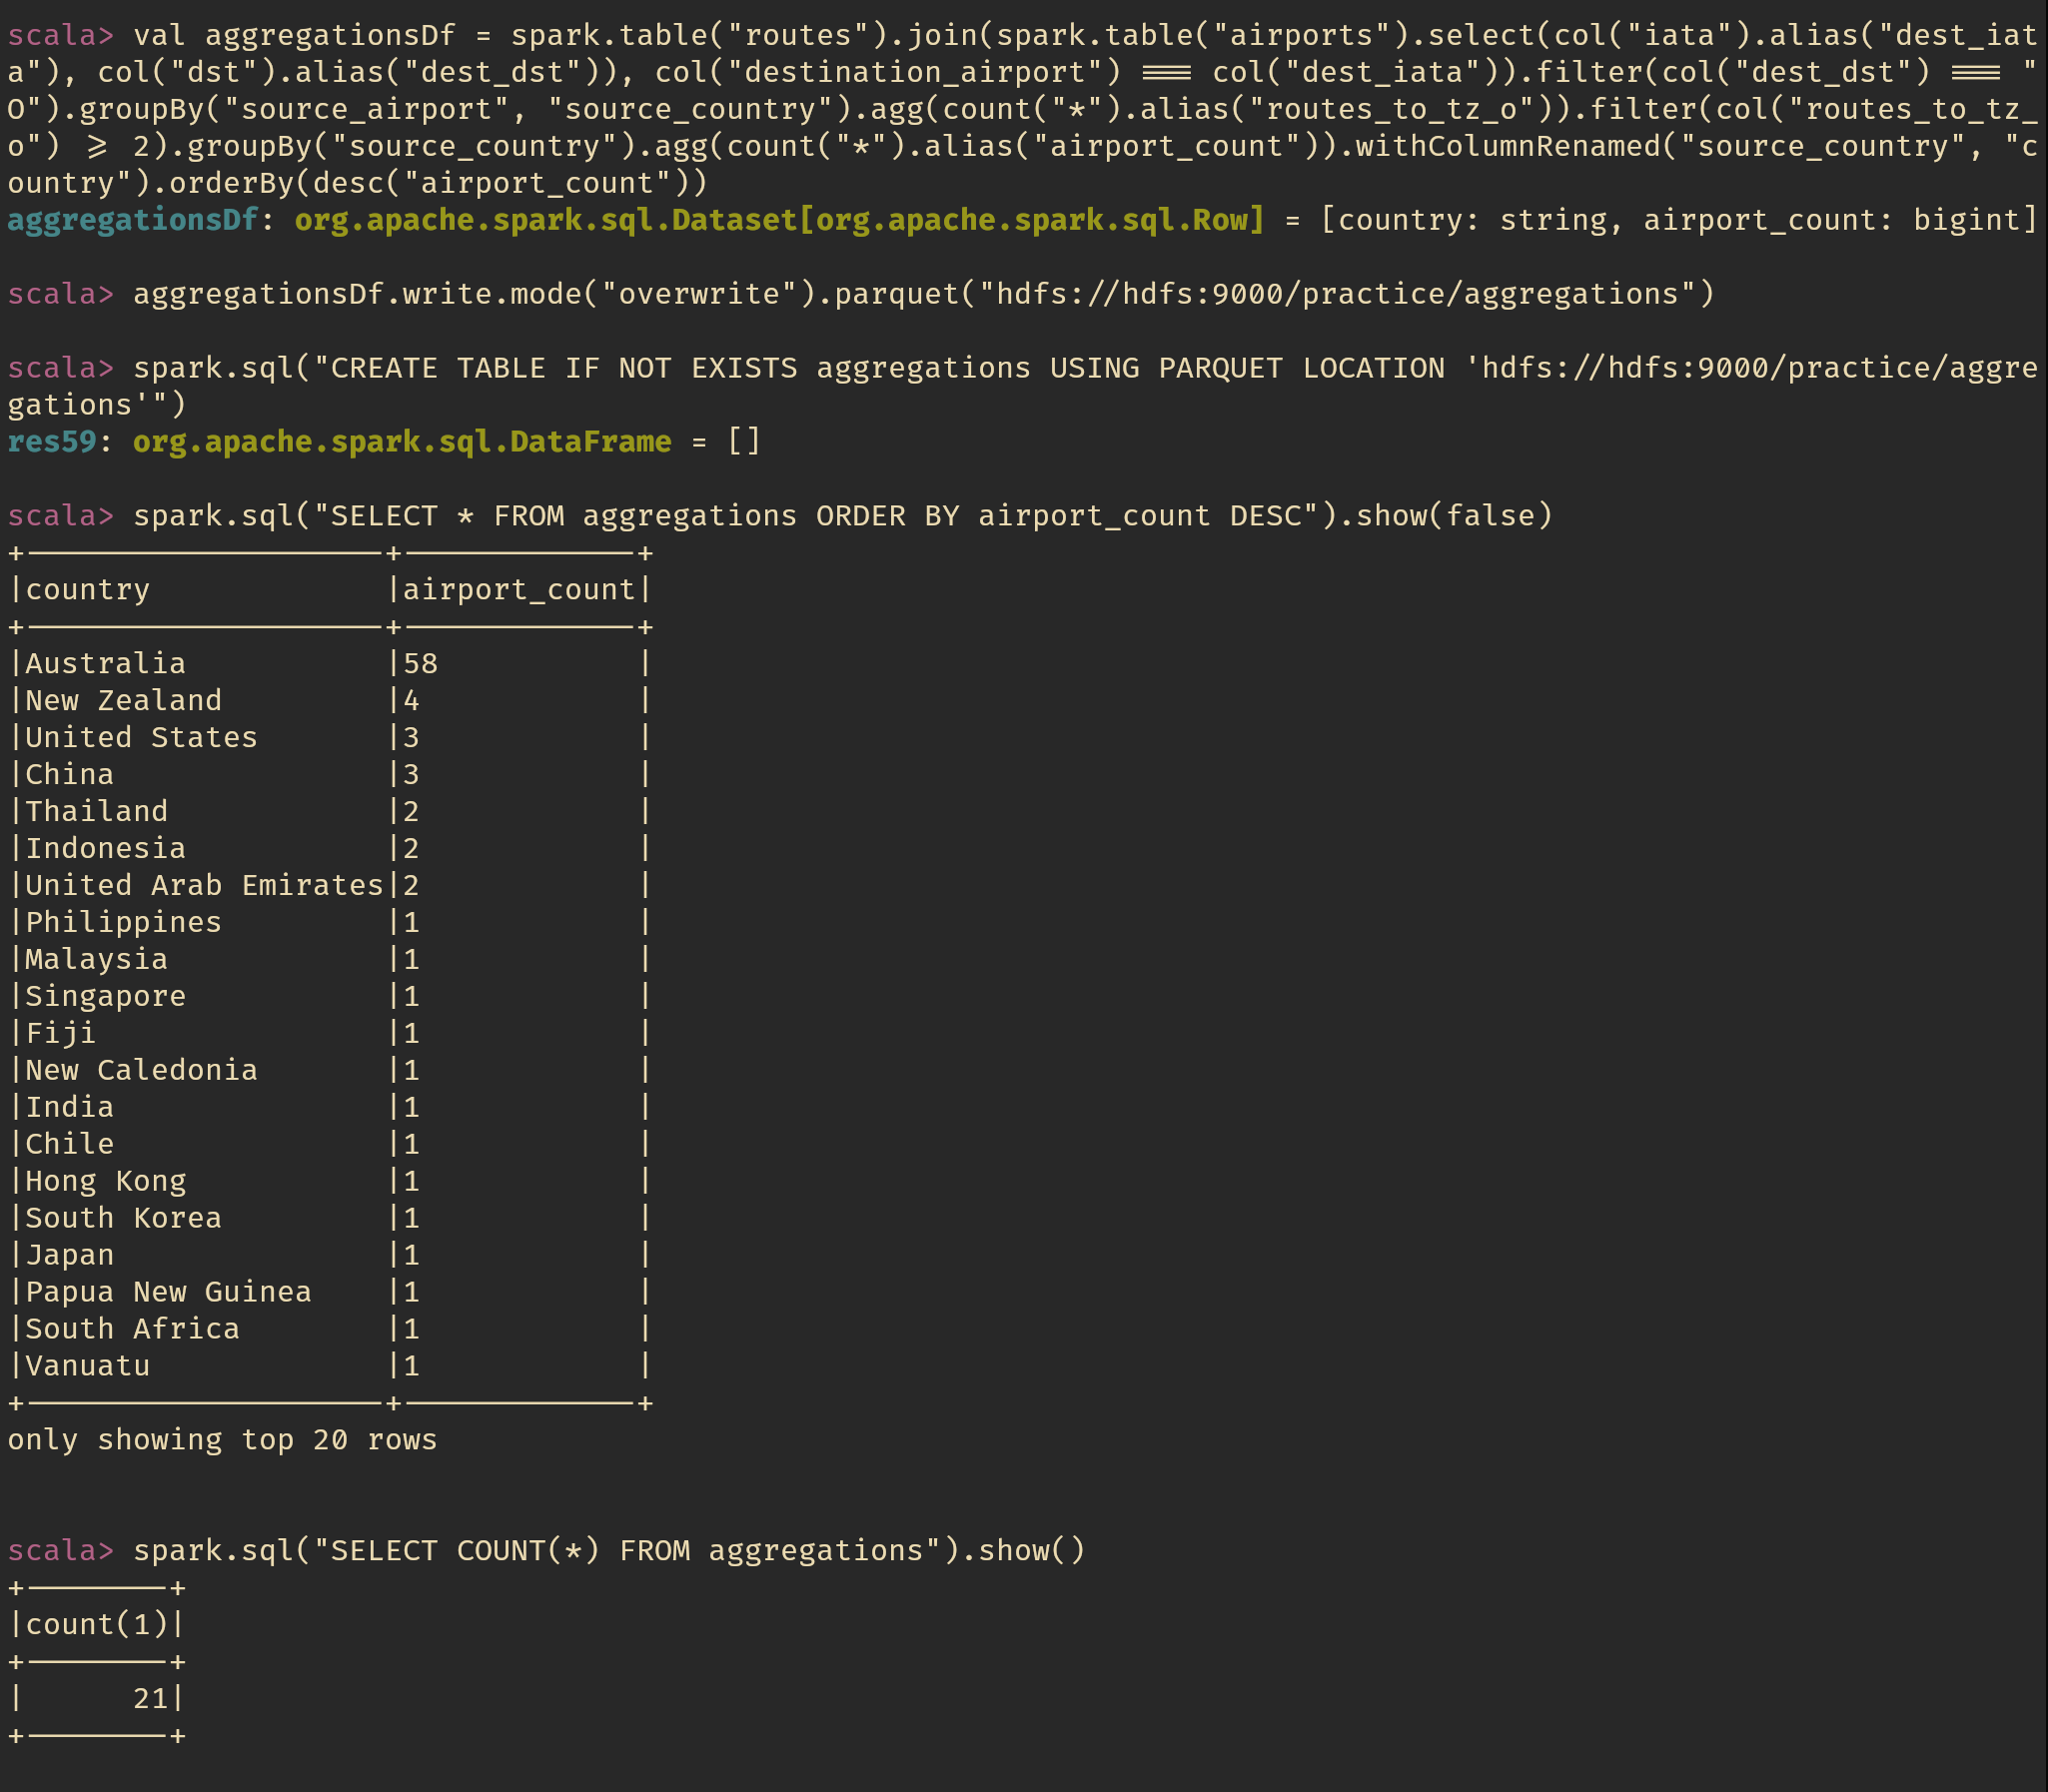 scala> val aggregationsDf = spark.table("routes").join(spark.table("airports").select(col("iata").alias("dest_iat
a"), col("dst").alias("dest_dst")), col("destination_airport") === col("dest_iata")).filter(col("dest_dst") === "
O").groupBy("source_airport", "source_country").agg(count("*").alias("routes_to_tz_o")).filter(col("routes_to_tz_
o") >= 2).groupBy("source_country").agg(count("*").alias("airport_count")).withColumnRenamed("source_country", "c
ountry").orderBy(desc("airport_count"))
aggregationsDf: org.apache.spark.sql.Dataset[org.apache.spark.sql.Row] = [country: string, airport_count: bigint]
scala> aggregationsDf.write.mode("overwrite").parquet("hdfs://hdfs:9000/practice/aggregations")
scala> spark.sql("CREATE TABLE IF NOT EXISTS aggregations USING PARQUET LOCATION 'hdfs://hdfs:9000/practice/aggre
gations'")
res59: org.apache.spark.sql.DataFrame = []
scala> spark.sql("SELECT * FROM aggregations ORDER BY airport_count DESC").show(false)
+--------------------+-------------+
|country             |airport_count|
+--------------------+-------------+
|Australia           |58           |
|New Zealand         |4            |
|United States       |3            |
|China               |3            |
|Thailand            |2            |
|Indonesia           |2            |
|United Arab Emirates|2            |
|Philippines         |1            |
|Malaysia            |1            |
|Singapore           |1            |
|Fiji                |1            |
|New Caledonia       |1            |
|India               |1            |
|Chile               |1            |
|Hong Kong           |1            |
|South Korea         |1            |
|Japan               |1            |
|Papua New Guinea    |1            |
|South Africa        |1            |
|Vanuatu             |1            |
+--------------------+-------------+
only showing top 20 rows
scala> spark.sql("SELECT COUNT(*) FROM aggregations").show()
+--------+
|count(1)|
+--------+
|      21|
+--------+